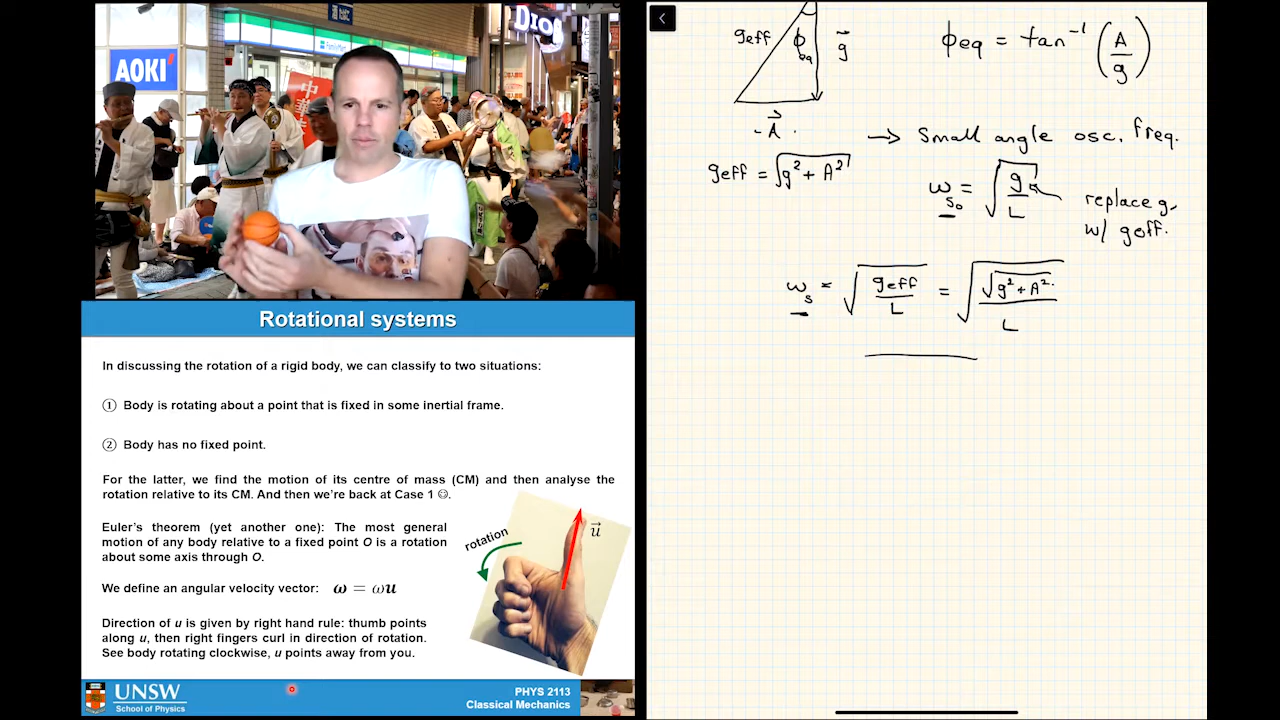 AOKI
FamilyMart
中華
Rotational systems
In discussing the rotation of a rigid body, we can classify to two situations:
① Body is rotating about a point that is fixed in some inertial frame.
② Body has no fixed point.
For the latter, we find the motion of its centre of mass (CM) and then analyse the
rotation relative to its CM. And then we're back at Case 1 ☺.
Euler's theorem (yet another one): The most general
motion of any body relative to a fixed point O is a rotation
about some axis through O.
We define an angular velocity vector: ω = ωu
Direction of u is given by right hand rule: thumb points
along u, then right fingers curl in direction of rotation.
See body rotating clockwise, u points away from you.
rotation
u⃗
UNSW
School of Physics
PHYS 2113
Classical Mechanics
geff ϕeq g⃗
-A⃗
ϕeq = tan⁻¹ (A/g)
→ Small angle osc. freq.
geff = √(g² + A²)
ωs₀ = √(g/L)
replace g
w/ geff.
ωs = √(geff/L) = √(√(g² + A²)/L)